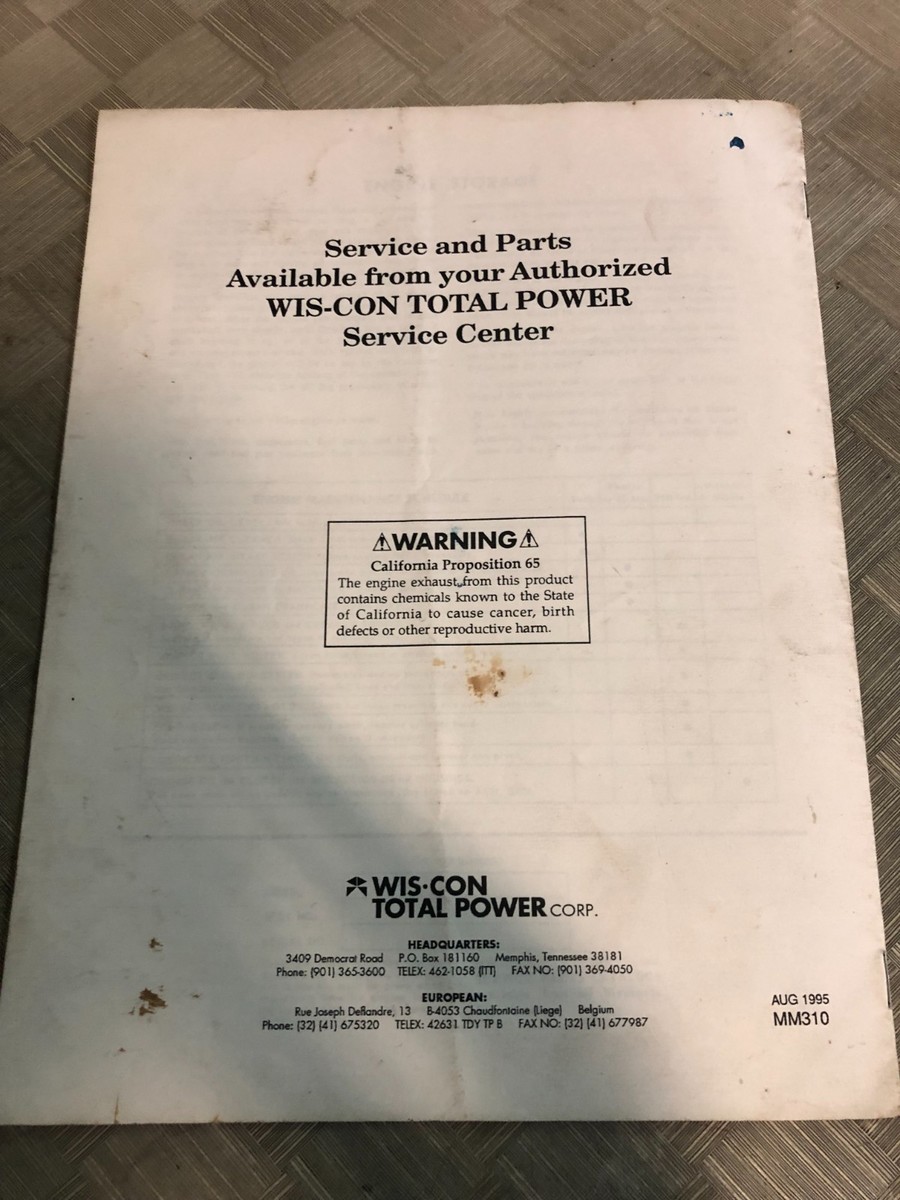 Service and Parts
Available from your Authorized
WIS-CON TOTAL POWER
Service Center
⚠WARNING⚠
California Proposition 65
The engine exhaust from this product
contains chemicals known to the State
of California to cause cancer, birth
defects or other reproductive harm.
WIS·CON
TOTAL POWER CORP.
HEADQUARTERS:
3409 Democrat Road P.O. Box 181160 Memphis, Tennessee 38181
Phone: (901) 365-3600 TELEX: 462-1058 (ITT) FAX NO: (901) 369-4050
EUROPEAN:
Rue Joseph Deflandre, 13 B-4053 Chaudfontaine (Liege) Belgium
Phone: (32) (41) 675320 TELEX: 42631 TDY TP B FAX NO: (32) (41) 677987
AUG 1995
MM310